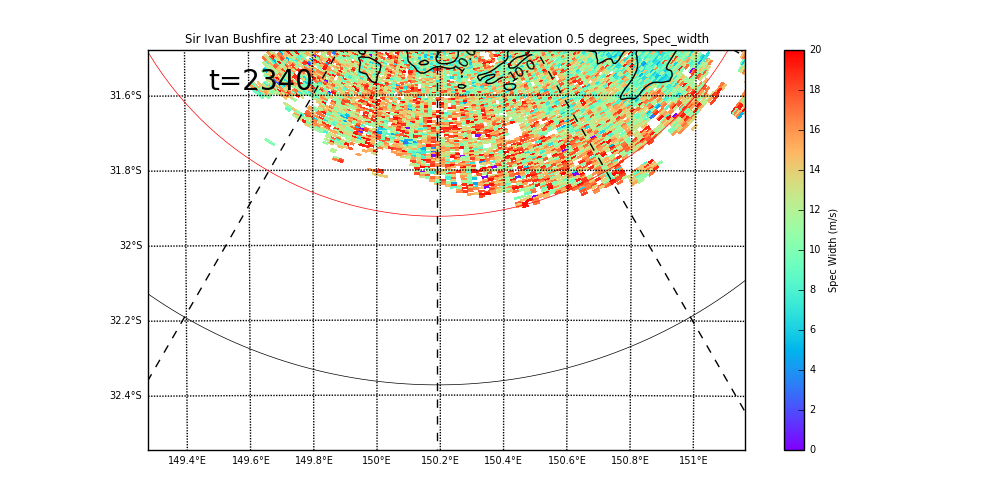 Sir Ivan Bushfire at 23:40 Local Time on 2017 02 12 at elevation 0.5 degrees, Spec_width
t=2340
31.6°S
31.8°S
32°S
32.2°S
32.4°S
149.4°E 149.6°E 149.8°E 150°E 150.2°E 150.4°E 150.6°E 150.8°E 151°E
20
18
16
14
12
10
8
6
4
2
0
Spec Width (m/s)